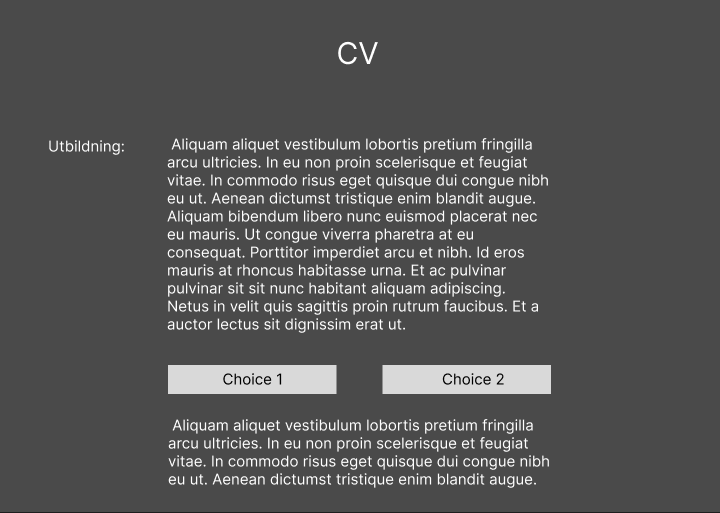 CV
Utbildning:
Aliquam aliquet vestibulum lobortis pretium fringilla
arcu ultricies. In eu non proin scelerisque et feugiat
vitae. In commodo risus eget quisque dui congue nibh
eu ut. Aenean dictumst tristique enim blandit augue.
Aliquam bibendum libero nunc euismod placerat nec
eu mauris. Ut congue viverra pharetra at eu
consequat. Porttitor imperdiet arcu et nibh. Id eros
mauris at rhoncus habitasse urna. Et ac pulvinar
pulvinar sit sit nunc habitant aliquam adipiscing.
Netus in velit quis sagittis proin rutrum faucibus. Et a
auctor lectus sit dignissim erat ut.
Choice 1
Choice 2
Aliquam aliquet vestibulum lobortis pretium fringilla
arcu ultricies. In eu non proin scelerisque et feugiat
vitae. In commodo risus eget quisque dui congue nibh
eu ut. Aenean dictumst tristique enim blandit augue.